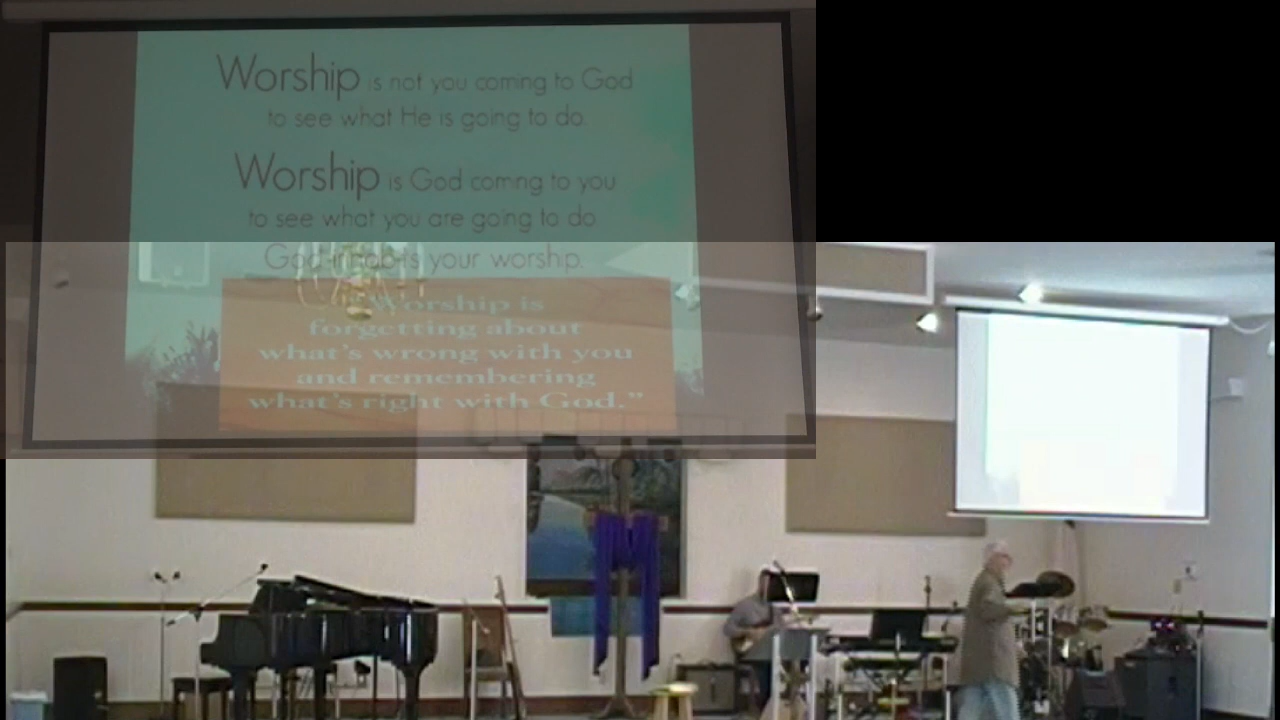 Worship is not you coming to God
to see what He is going to do.
Worship is God coming to you
to see what you are going to do
God inhabits your worship.
"Worship is
forgetting about
what's wrong with you
and remembering
what's right with God."